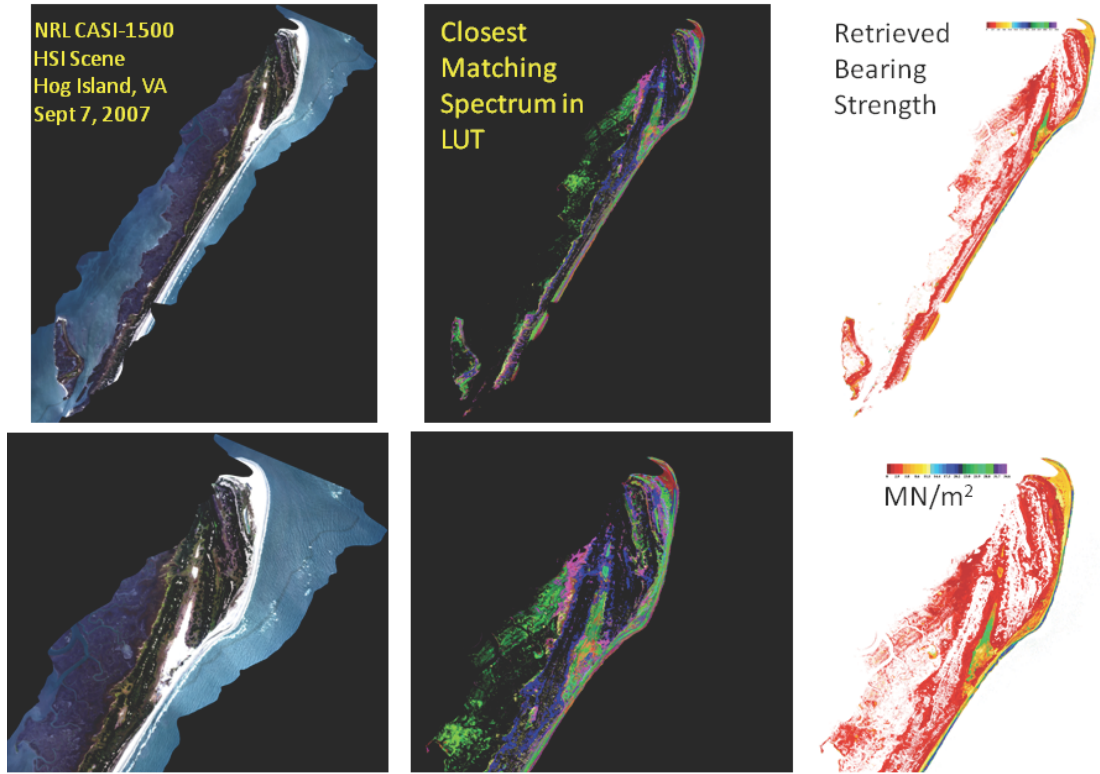 NRL CASI-1500
HSI Scene
Hog Island, VA
Sept 7, 2007
Closest
Matching
Spectrum in
LUT
Retrieved
Bearing
Strength
MN/m²